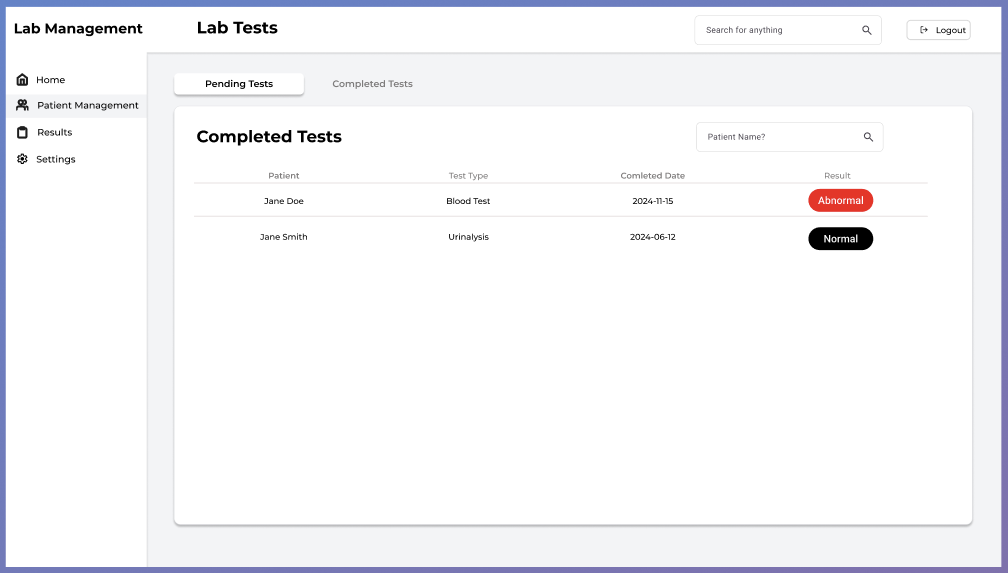 Lab Management
Lab Tests
Search for anything
Logout
Home
Patient Management
Results
Settings
Pending Tests
Completed Tests
Completed Tests
Patient Name?
Patient Test Type Comleted Date Result
Jane Doe Blood Test 2024-11-15 Abnormal
Jane Smith Urinalysis 2024-06-12 Normal